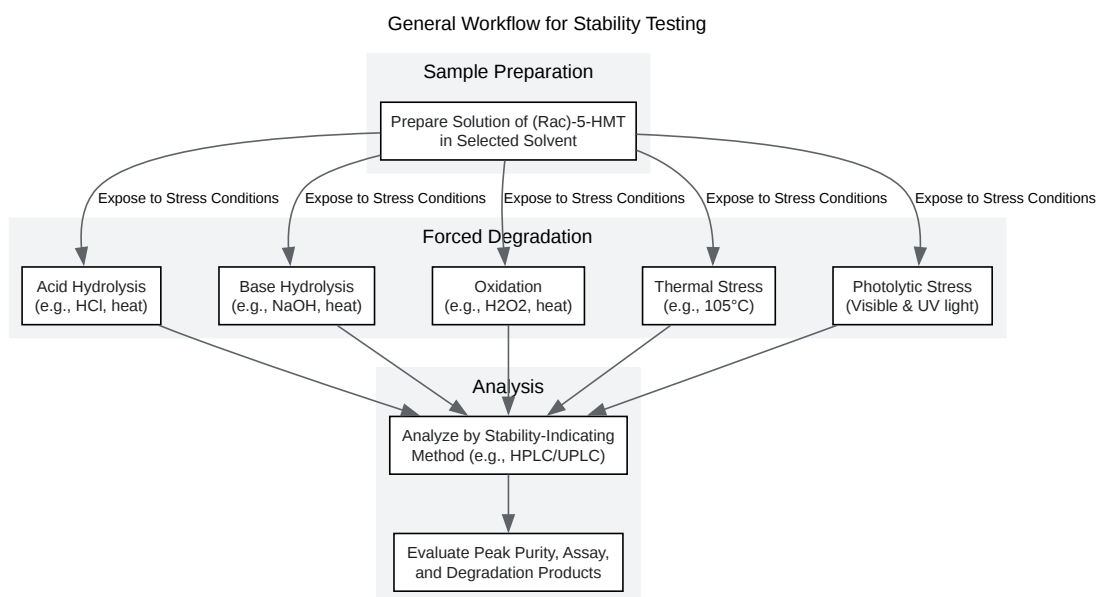 General Workflow for Stability Testing
Sample Preparation
Prepare Solution of (Rac)-5-HMT
in Selected Solvent
Expose to Stress Conditions
Expose to Stress Conditions
Expose to Stress Conditions
Expose to Stress Conditions
Expose to Stress Conditions
Forced Degradation
Acid Hydrolysis
(e.g., HCl, heat)
Base Hydrolysis
(e.g., NaOH, heat)
Oxidation
(e.g., H2O2, heat)
Thermal Stress
(e.g., 105°C)
Photolytic Stress
(Visible & UV light)
Analysis
Analyze by Stability-Indicating
Method (e.g., HPLC/UPLC)
Evaluate Peak Purity, Assay,
and Degradation Products